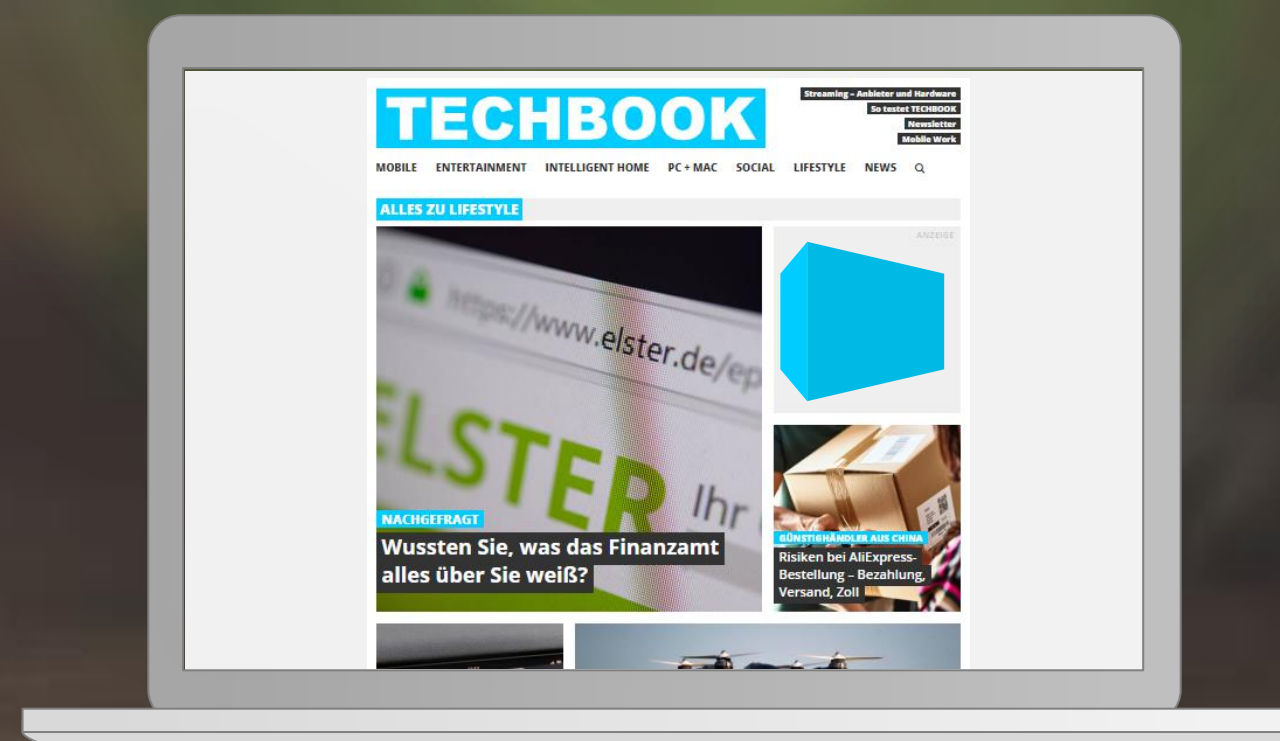 TECHBOOK
Streaming – Anbieter und Hardware
So testet TECHBOOK
Newsletter
Mobile Work
MOBILE ENTERTAINMENT INTELLIGENT HOME PC + MAC SOCIAL LIFESTYLE NEWS
ALLES ZU LIFESTYLE
https://www.elster.de/ep
ELSTER Ihr
NACHGEFRAGT
Wussten Sie, was das Finanzamt
alles über Sie weiß?
ANZEIGE
GÜNSTIGHÄNDLER AUS CHINA
Risiken bei AliExpress-
Bestellung – Bezahlung,
Versand, Zoll